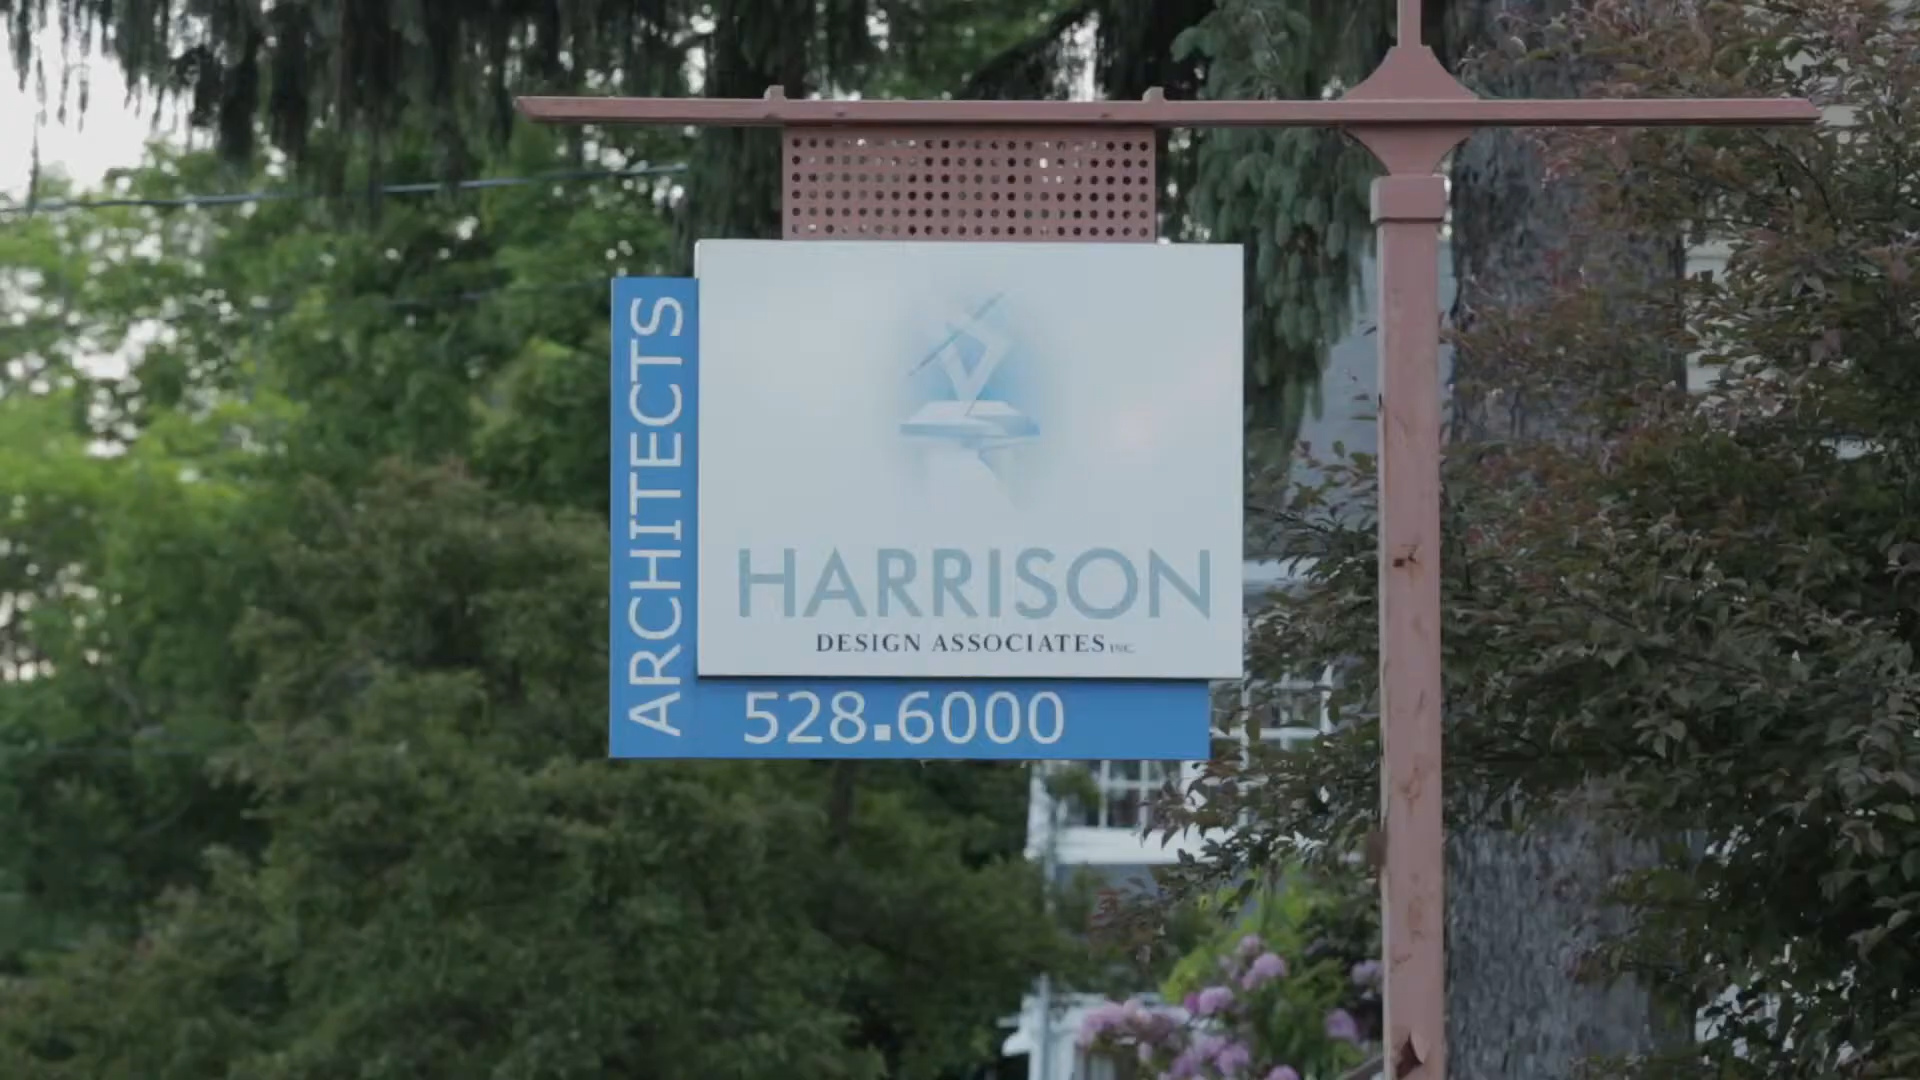 ARCHITECTS
HARRISON
DESIGN ASSOCIATES INC.
528.6000